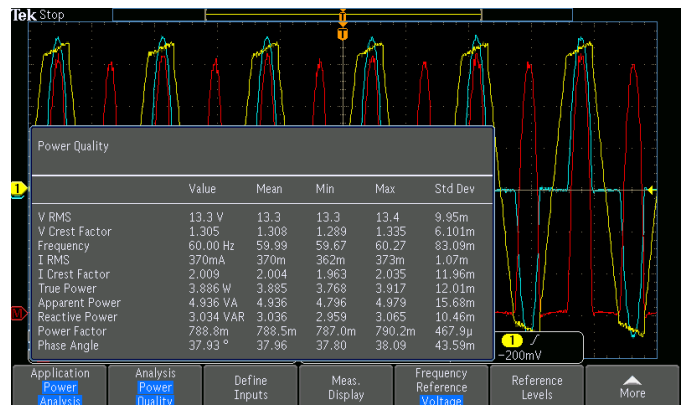 Tek Stop
T
T
Power Quality
Value Mean Min Max Std Dev
1
V RMS 13.3 V 13.3 13.3 13.4 9.95m
V Crest Factor 1.305 1.308 1.289 1.335 6.101m
Frequency 60.00 Hz 59.99 59.67 60.27 83.09m
I RMS 370mA 370m 362m 373m 1.07m
I Crest Factor 2.009 2.004 1.963 2.035 11.96m
True Power 3.886 W 3.885 3.768 3.917 12.01m
Apparent Power 4.936 VA 4.936 4.796 4.979 15.68m
Reactive Power 3.034 VAR 3.036 2.959 3.065 10.46m
M
Power Factor 788.8m 788.5m 787.0m 790.2m 467.9µ
Phase Angle 37.93 ° 37.96 37.80 38.09 43.59m
1
-200mV
Application
Power
Analysis
Analysis
Power
Quality
Define
Inputs
Meas.
Display
Frequency
Reference
Voltage
Reference
Levels
More